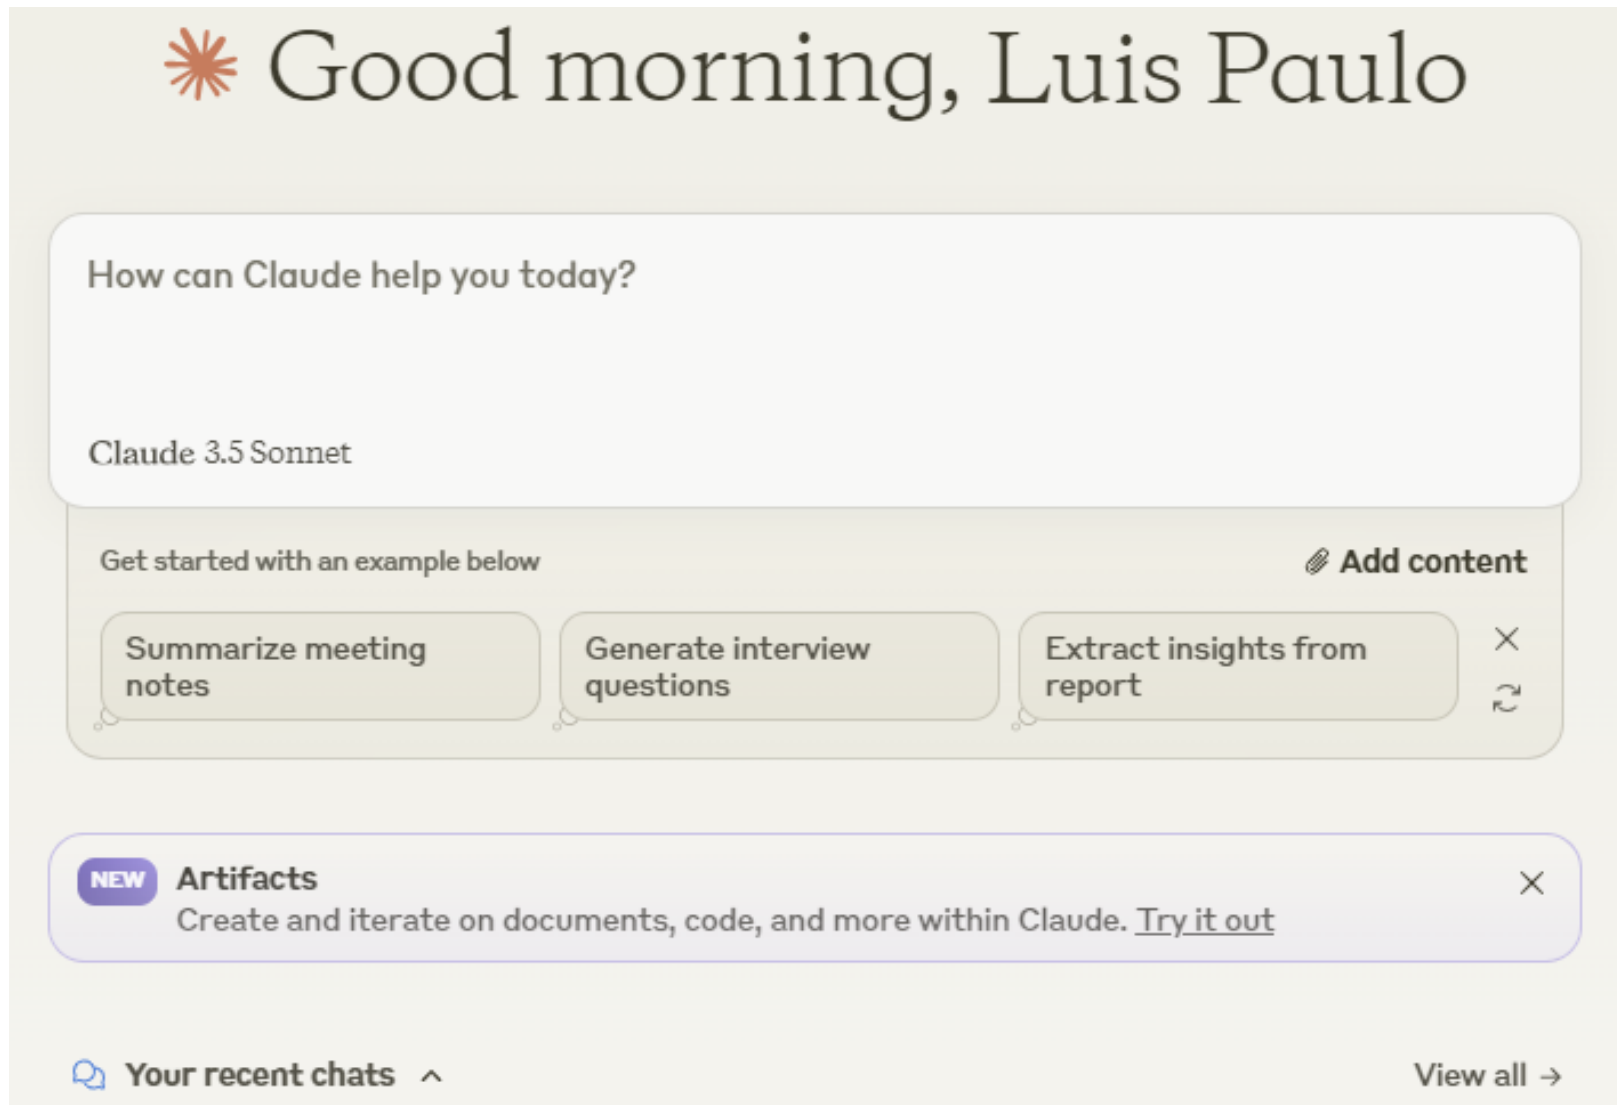 Good morning, Luis Paulo
How can Claude help you today?
Claude 3.5 Sonnet
Get started with an example below
Add content
Summarize meeting
notes
Generate interview
questions
Extract insights from
report
NEW
Artifacts
Create and iterate on documents, code, and more within Claude. Try it out
Your recent chats
View all →